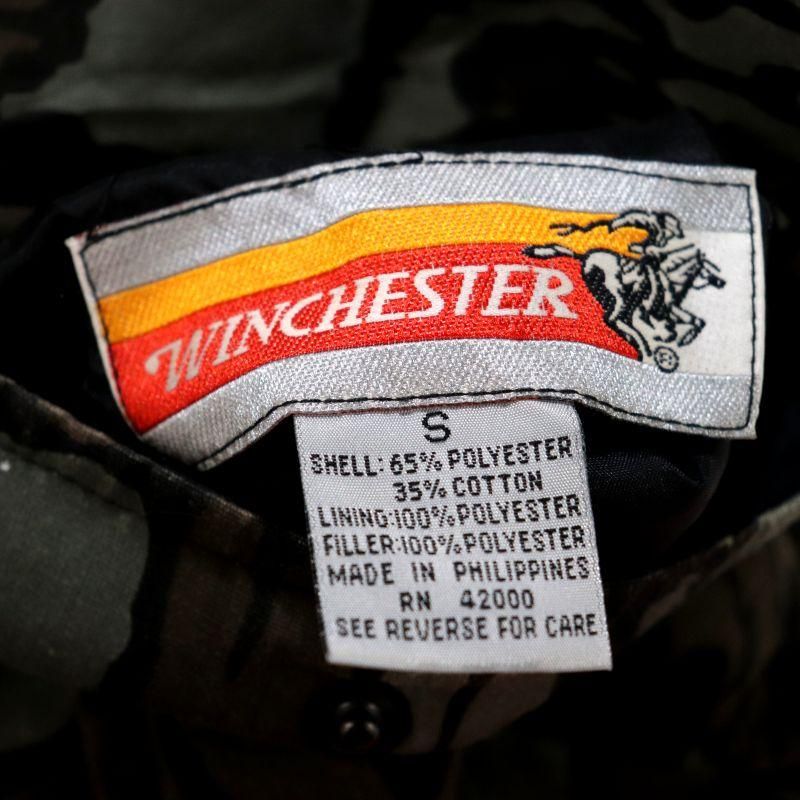 WINCHESTER
®
S
SHELL: 65% POLYESTER
35% COTTON
LINING:100% POLYESTER
FILLER:100% POLYESTER
MADE IN PHILIPPINES
RN 42000
SEE REVERSE FOR CARE